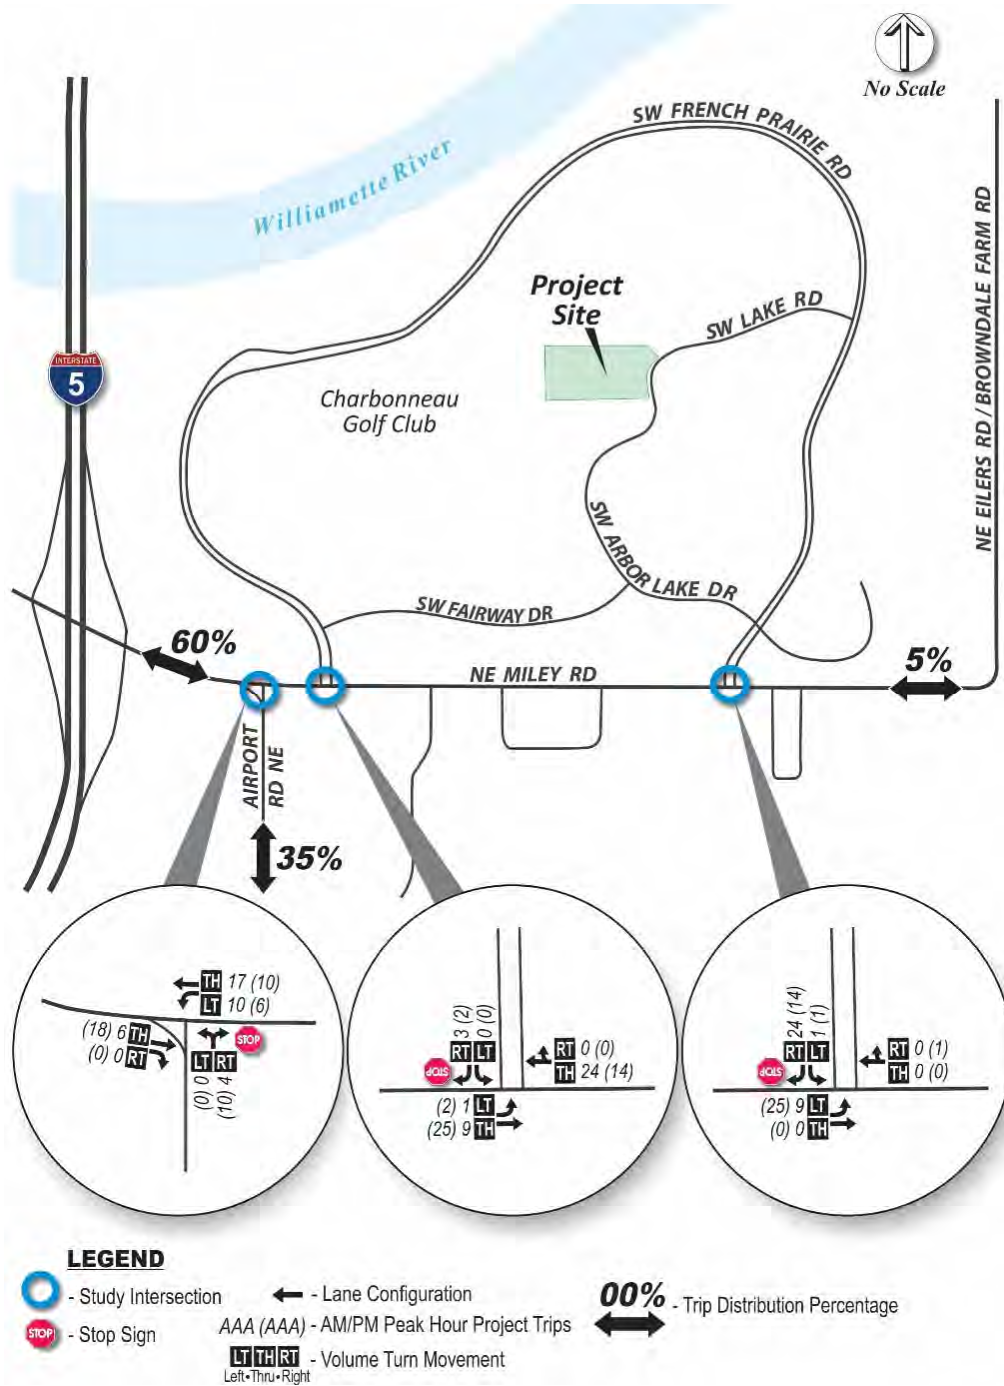 No Scale
SW FRENCH PRAIRIE RD
Williamette River
NE EILERS RD / BROWNDALE FARM RD
Project
Site
SW LAKE RD
INTERSTATE
5
Charbonneau
Golf Club
SW ARBOR LAKE DR
SW FAIRWAY DR
60%
NE MILEY RD
5%
AIRPORT
RD NE
35%
TH 17 (10)
LT 10 (6)
(18) 6 TH
(0) 0 RT
STOP
LT RT
(0) 0
(10) 4
3 (2)
0 (0)
RT LT
STOP
RT 0 (0)
TH 24 (14)
(2) 1 LT
(25) 9 TH
24 (14)
1 (1)
RT LT
STOP
RT 0 (1)
TH 0 (0)
(25) 9 LT
(0) 0 TH
LEGEND
- Study Intersection
- Lane Configuration
00% - Trip Distribution Percentage
STOP - Stop Sign
AAA (AAA) - AM/PM Peak Hour Project Trips
LT TH RT - Volume Turn Movement
Left•Thru•Right